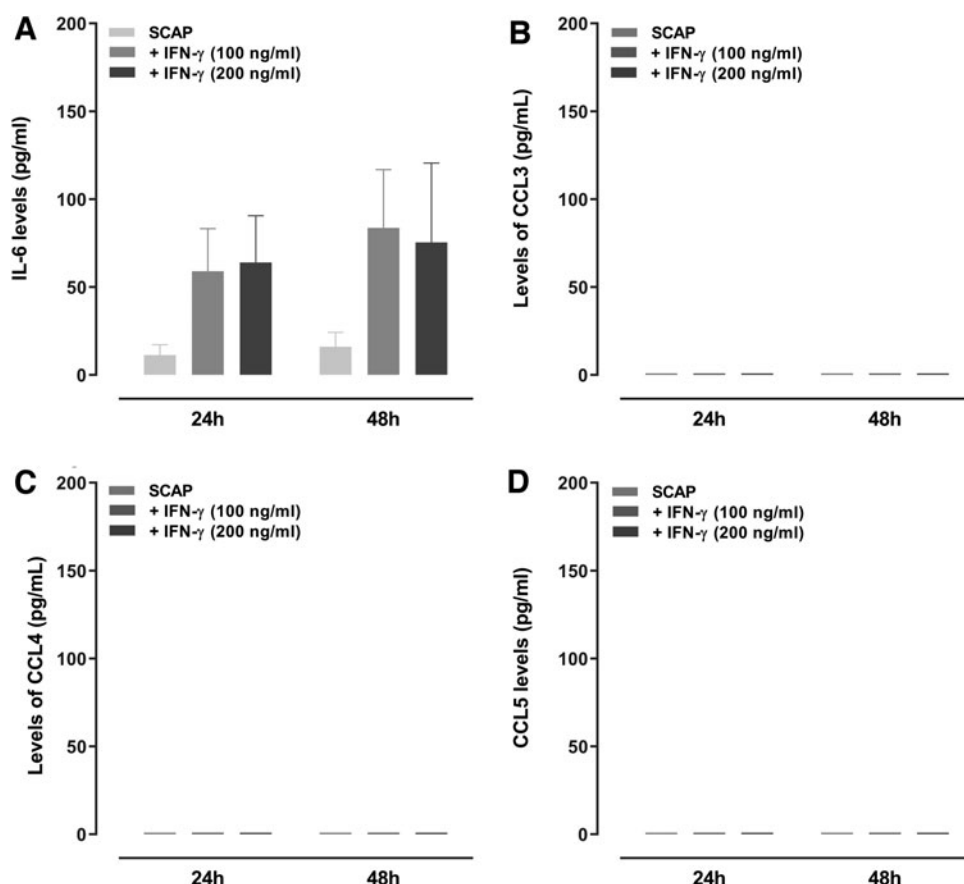 A
IL-6 levels (pg/ml)
200
150
100
50
0
SCAP
+ IFN-γ (100 ng/ml)
+ IFN-γ (200 ng/ml)
24h
48h
B
Levels of CCL3 (pg/mL)
200
150
100
50
0
SCAP
+ IFN-γ (100 ng/ml)
+ IFN-γ (200 ng/ml)
24h
48h
C
Levels of CCL4 (pg/mL)
200
150
100
50
0
SCAP
+ IFN-γ (100 ng/ml)
+ IFN-γ (200 ng/ml)
24h
48h
D
CCL5 levels (pg/ml)
200
150
100
50
0
SCAP
+ IFN-γ (100 ng/ml)
+ IFN-γ (200 ng/ml)
24h
48h